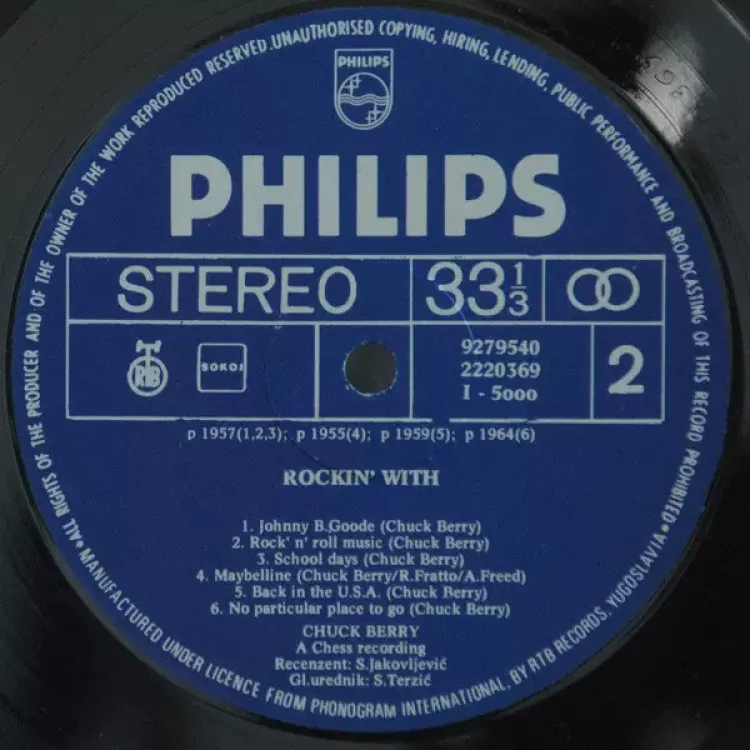 ALL RIGHTS OF THE PRODUCER AND OF THE OWNER OF THE WORK REPRODUCED RESERVED.UNAUTHORISED COPYING, HIRING, LENDING, PUBLIC PERFORMANCE AND BROADCASTING OF THIS RECORD PROHIBITED•
PHILIPS
PHILIPS
STEREO
33 1/3
RTB
SOKOJ
9279540
2220369
I - 5000
2
p 1957(1,2,3); p 1955(4); p 1959(5); p 1964(6)
ROCKIN' WITH
1. Johnny B.Goode (Chuck Berry)
2. Rock' n' roll music (Chuck Berry)
3. School days (Chuck Berry)
4. Maybelline (Chuck Berry/R.Fratto/A.Freed)
5. Back in the U.S.A. (Chuck Berry)
6. No particular place to go (Chuck Berry)
CHUCK BERRY
A Chess recording
Recenzent: S.Jakovljević
Gl.urednik: S.Terzić
•MANUFACTURED UNDER LICENCE FROM PHONOGRAM INTERNATIONAL, BY RTB RECORDS, YUGOSLAVIA•